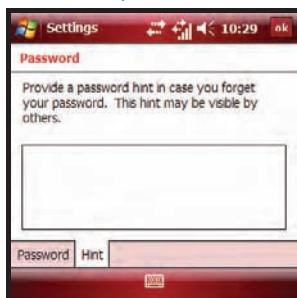 Settings 10:29 ok
Password
Provide a password hint in case you forget
your password. This hint may be visible by
others.
Password Hint